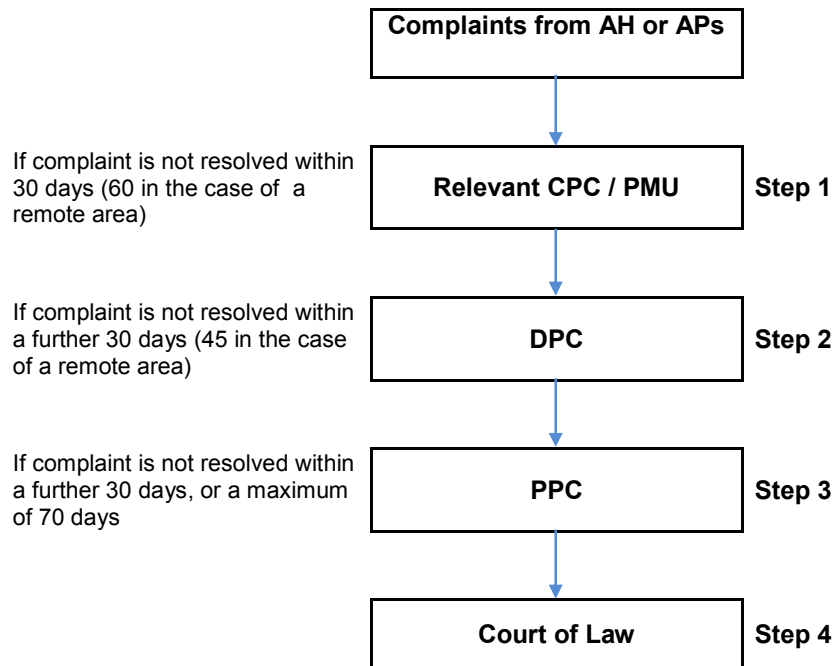 Complaints from AH or APs
If complaint is not resolved within
30 days (60 in the case of a
remote area)
Relevant CPC / PMU
Step 1
If complaint is not resolved within
a further 30 days (45 in the case
of a remote area)
DPC
Step 2
If complaint is not resolved within
a further 30 days, or a maximum
of 70 days
PPC
Step 3
Court of Law
Step 4